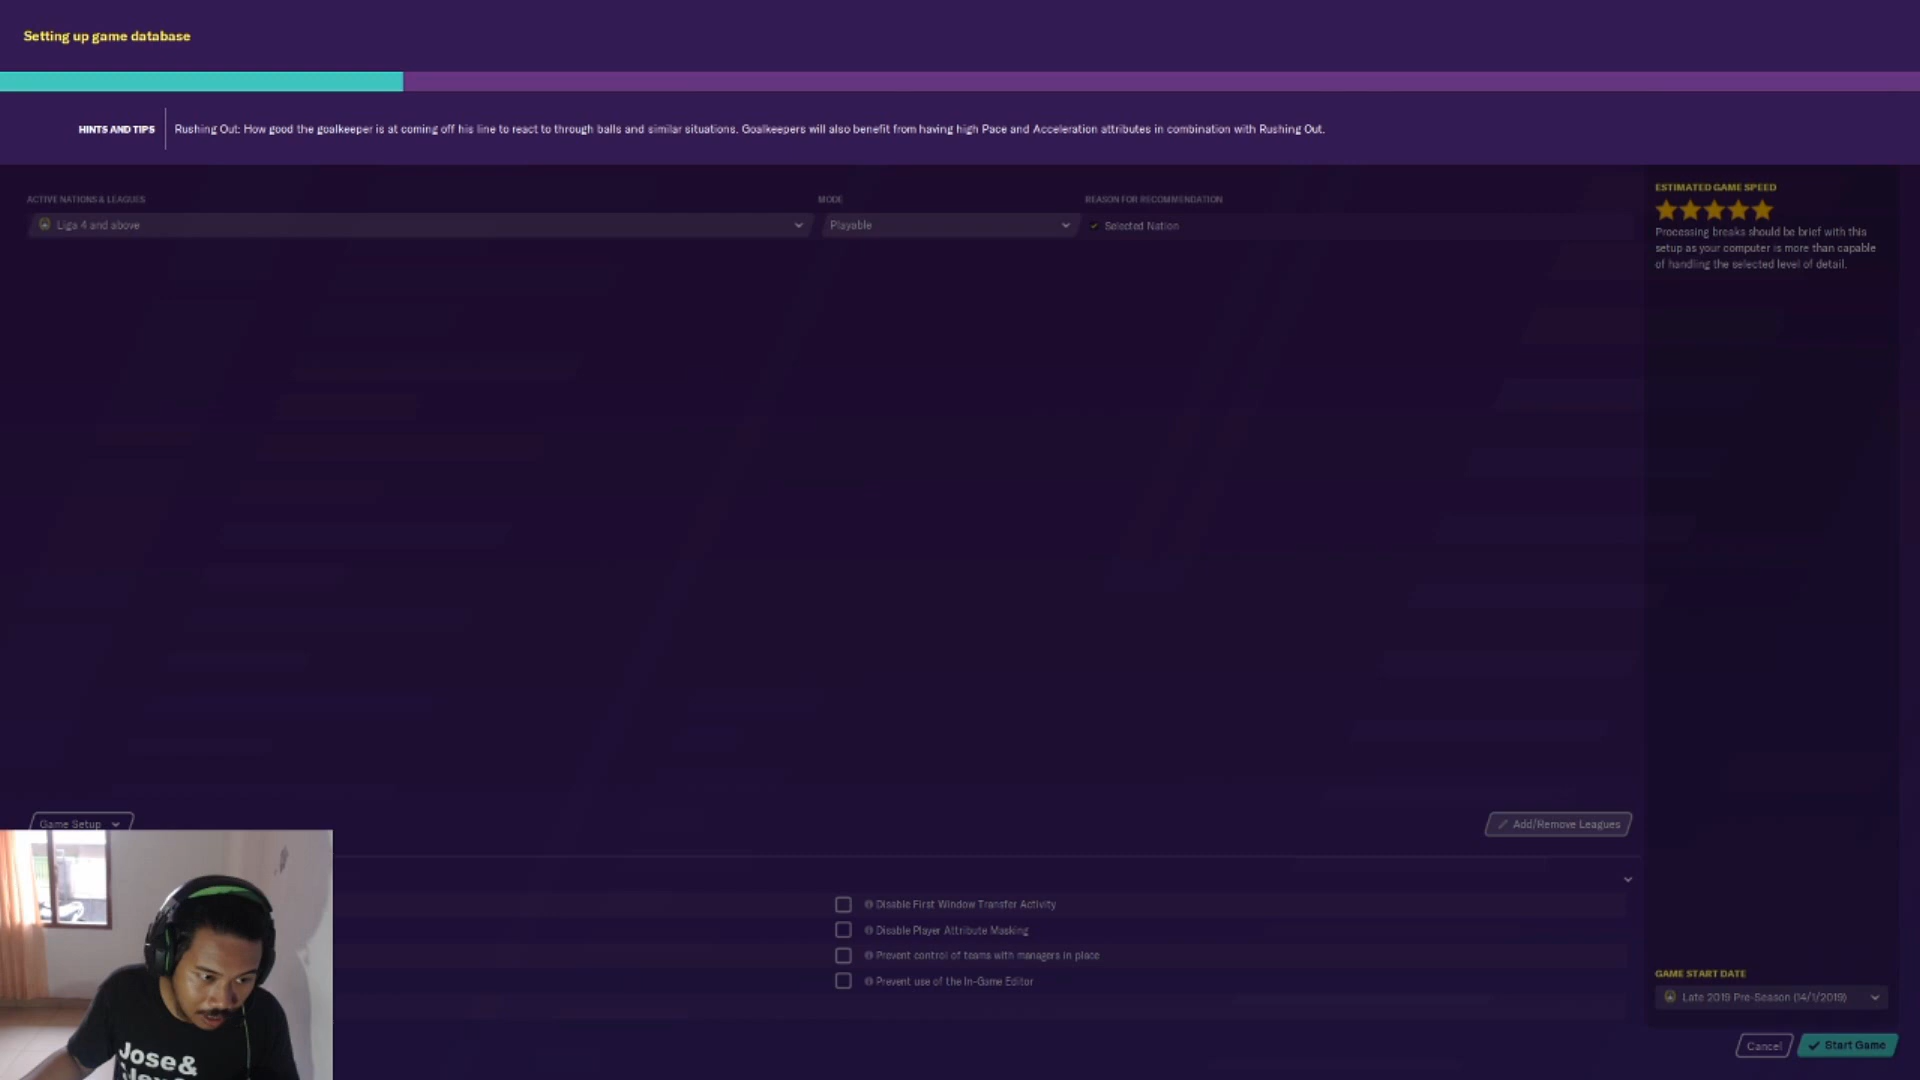 Setting up game database
HINTS AND TIPS
Rushing Out: How good the goalkeeper is at coming off his line to react to through balls and similar situations. Goalkeepers will also benefit from having high Pace and Acceleration attributes in combination with Rushing Out.
ACTIVE NATIONS & LEAGUES
MODE
REASON FOR RECOMMENDATION
Liga 4 and above
Playable
Selected Nation
ESTIMATED GAME SPEED
Processing breaks should be brief with this
setup as your computer is more than capable
of handling the selected level of detail.
Game Setup
Add/Remove Leagues
Disable First Window Transfer Activity
Disable Player Attribute Masking
Prevent control of teams with managers in place
Prevent use of the In-Game Editor
GAME START DATE
Late 2019 Pre-Season (14/1/2019)
Cancel
Start Game
Jose&